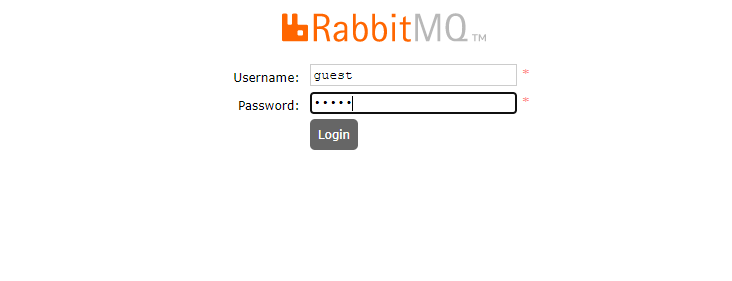 RabbitMQ™
Username: guest *
Password: ••••• *
Login